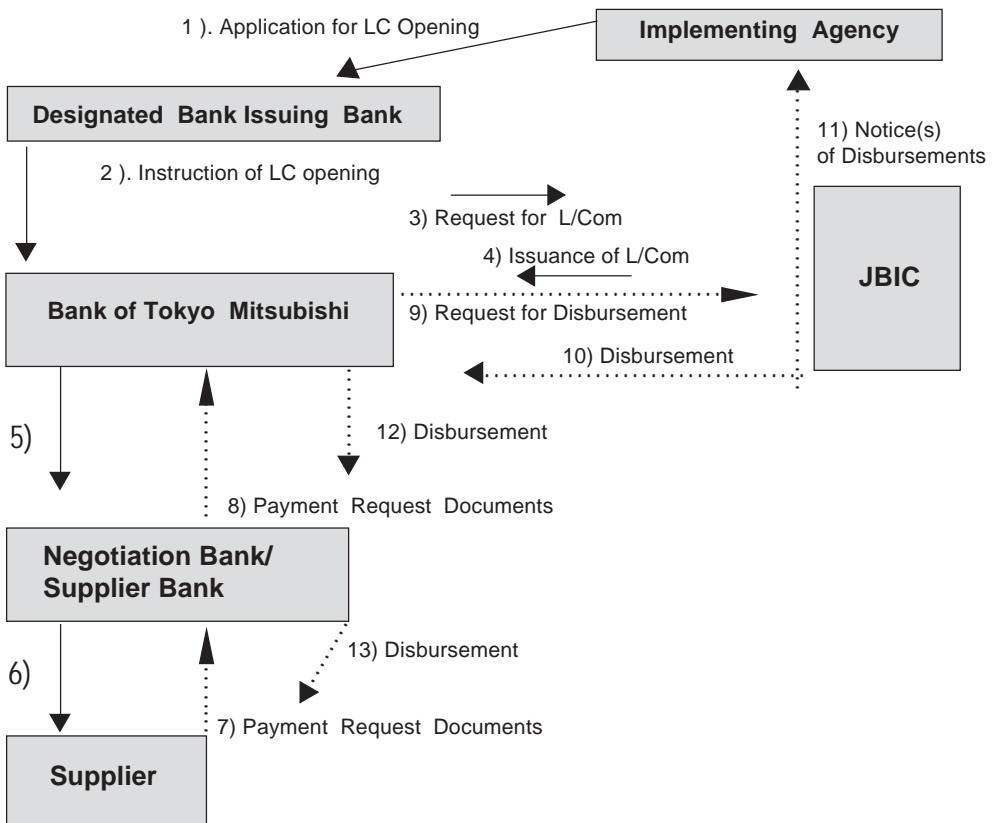 1 ). Application for LC Opening
Implementing Agency
Designated Bank Issuing Bank
11) Notice(s)
of Disbursements
2 ). Instruction of LC opening
3) Request for L/Com
4) Issuance of L/Com
JBIC
Bank of Tokyo Mitsubishi
9) Request for Disbursement
10) Disbursement
5)
12) Disbursement
8) Payment Request Documents
Negotiation Bank/
Supplier Bank
13) Disbursement
6)
7) Payment Request Documents
Supplier